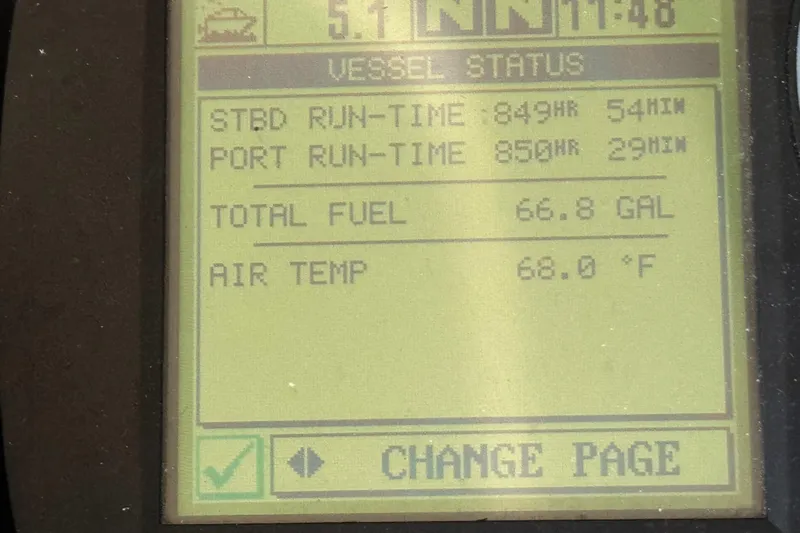 5.1 N N 11:48
VESSEL STATUS
STBD RUN-TIME 849HR 54MIN
PORT RUN-TIME 850HR 29MIN
TOTAL FUEL 66.8 GAL
AIR TEMP 68.0 °F
CHANGE PAGE